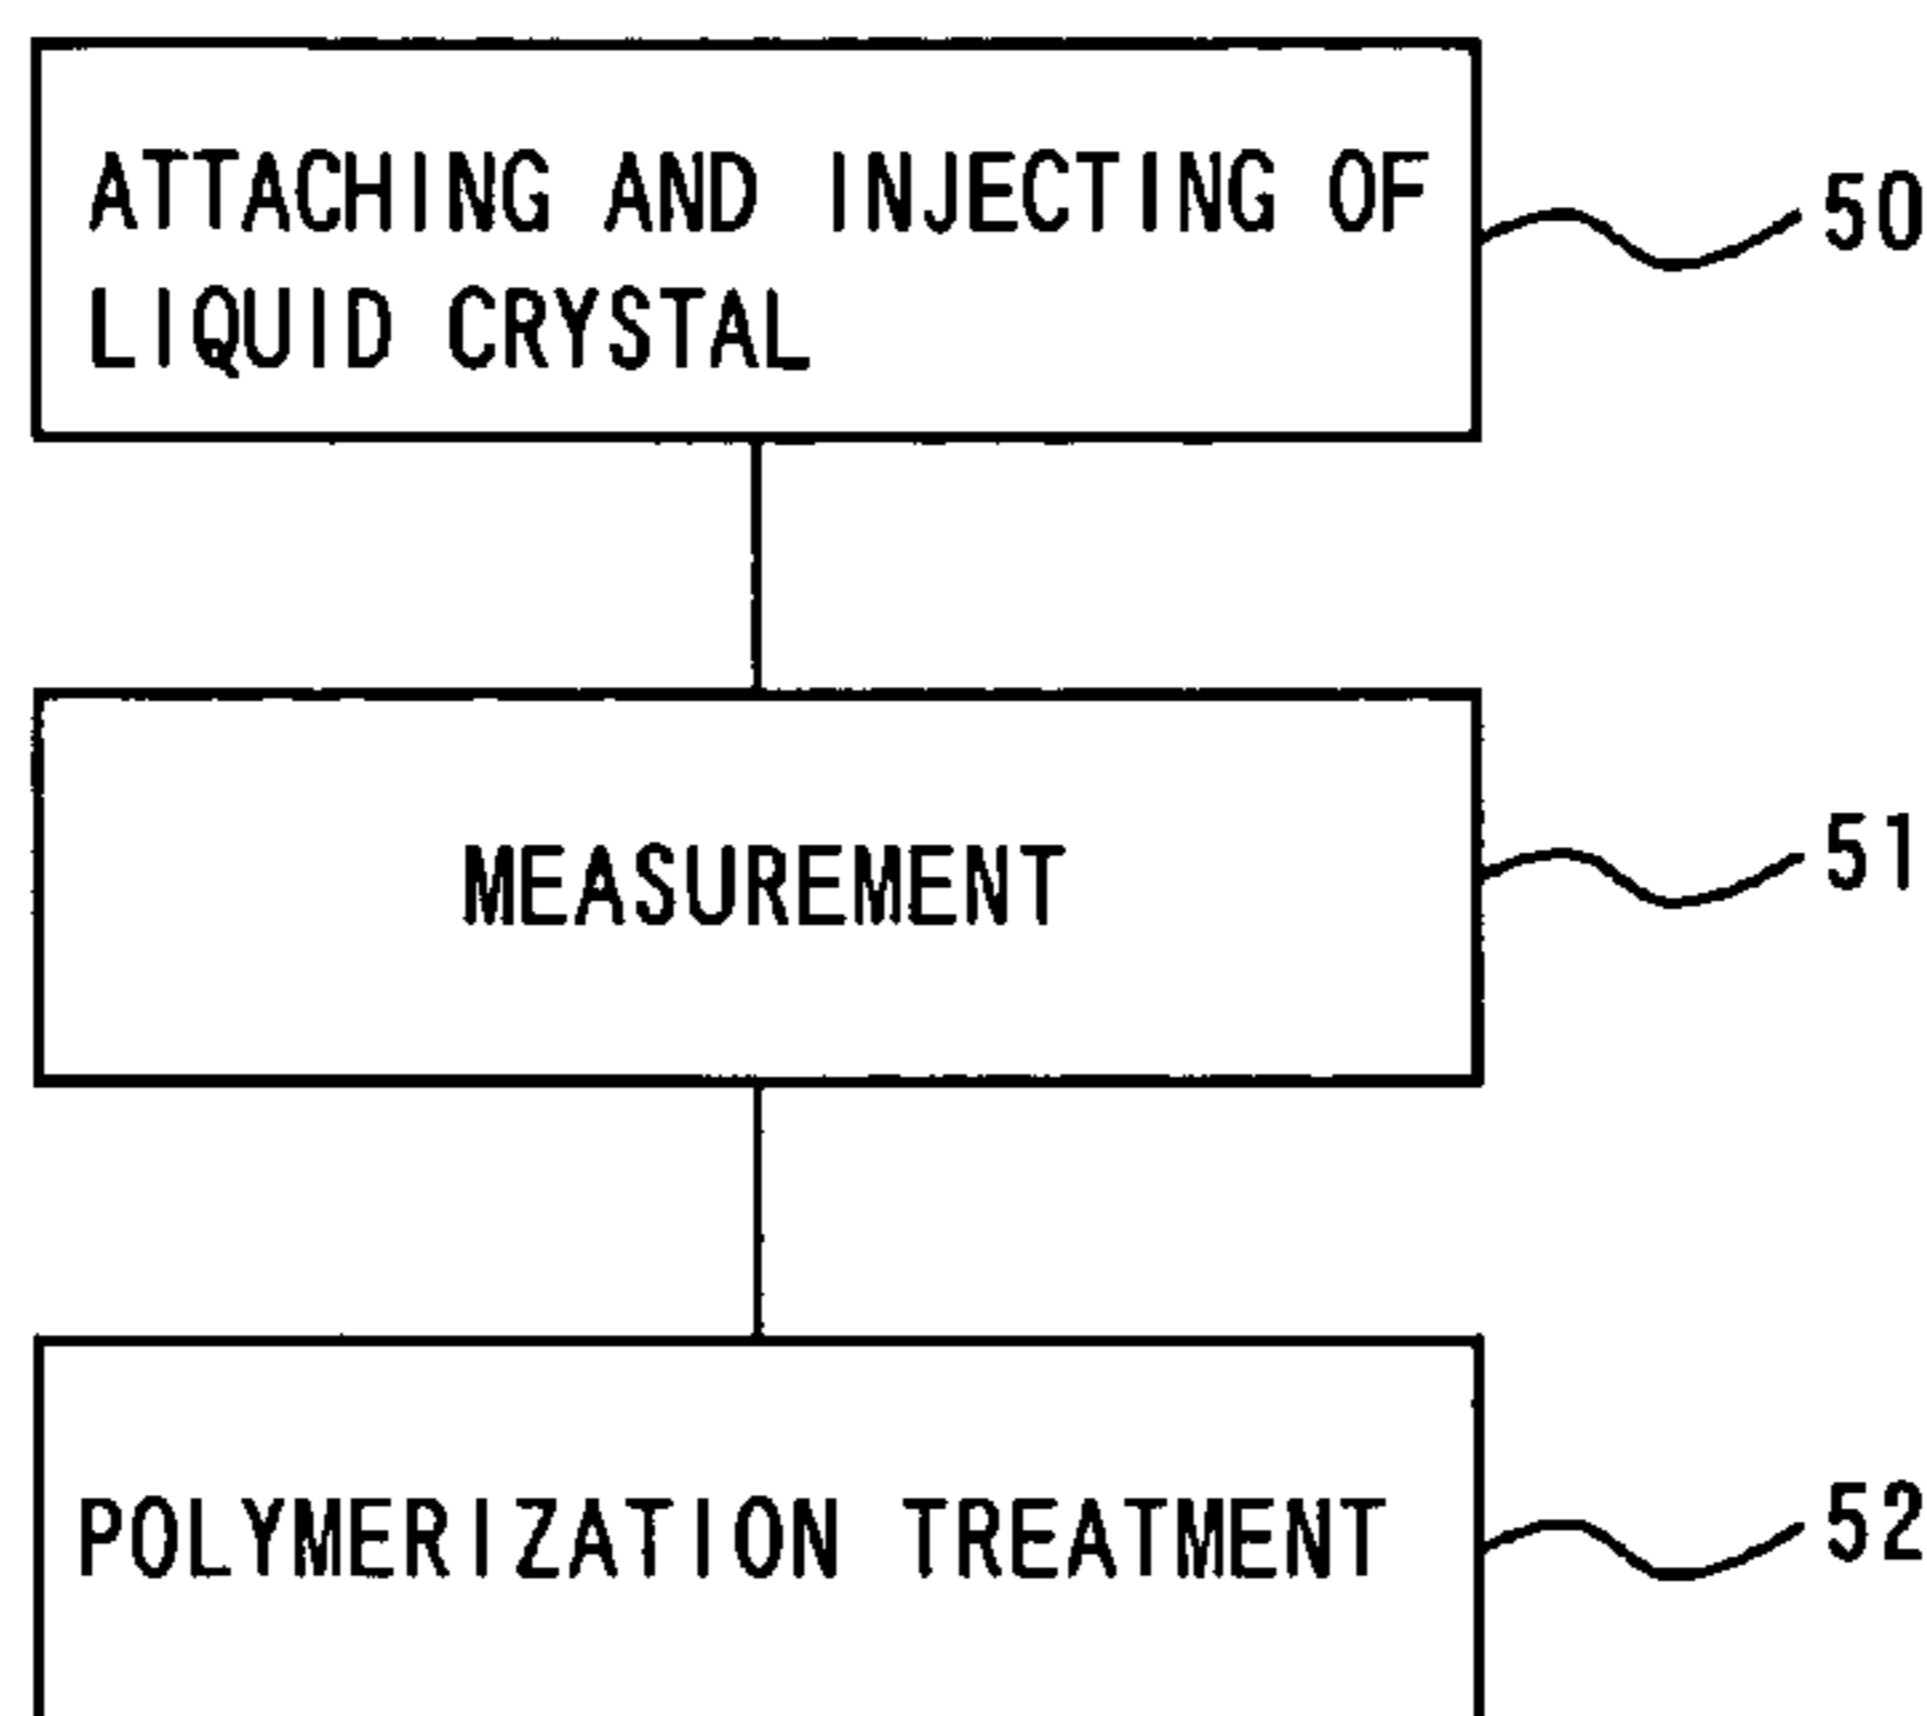 ATTACHING AND INJECTING OF
LIQUID CRYSTAL
50
MEASUREMENT
51
POLYMERIZATION TREATMENT
52